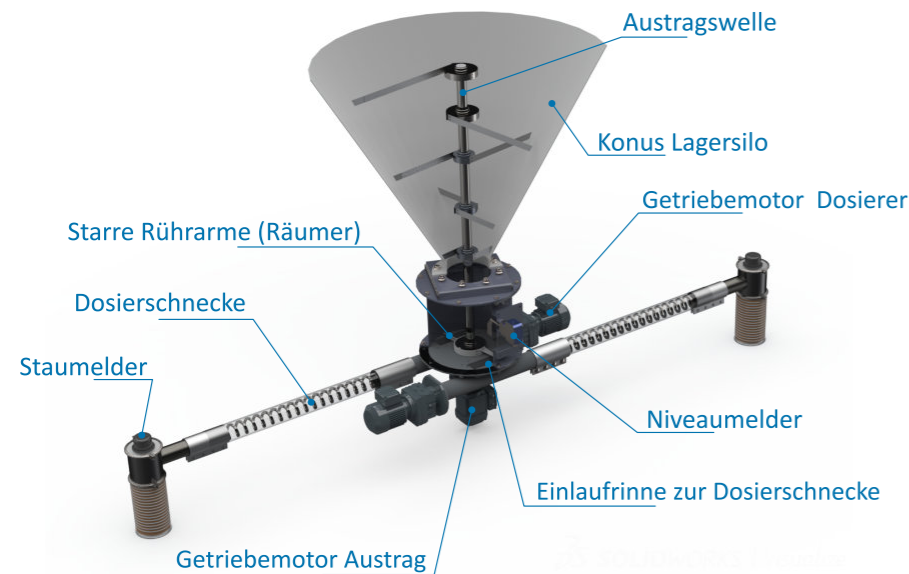 Austragswelle
Konus Lagersilo
Getriebemotor Dosierer
Starre Rührarme (Räumer)
Dosierschnecke
Staumelder
Niveaumelder
Einlaufrinne zur Dosierschnecke
Getriebemotor Austrag